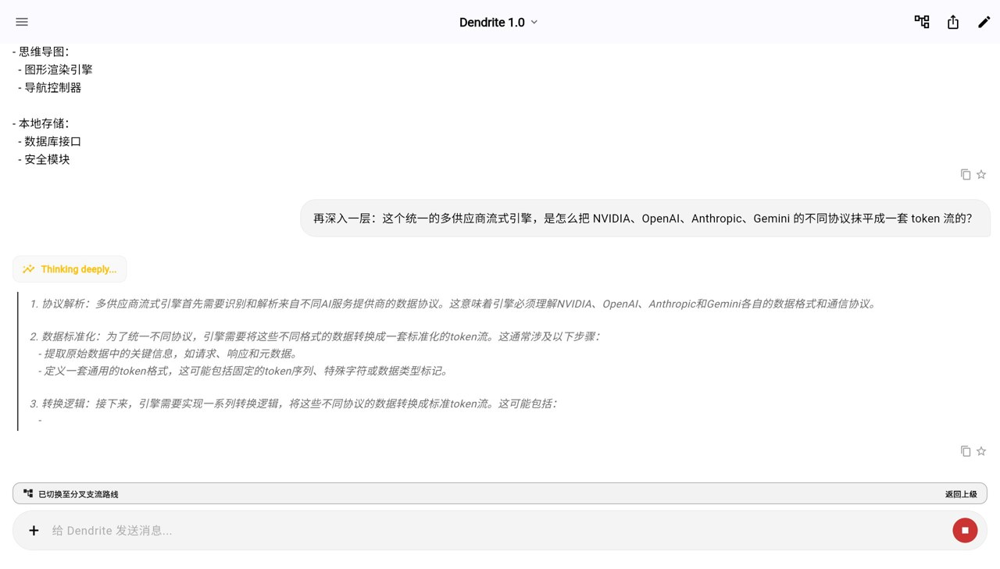 Dendrite 1.0
- 思维导图：
- 图形渲染引擎
- 导航控制器
- 本地存储：
- 数据库接口
- 安全模块
再深入一层：这个统一的多供应商流式引擎，是怎么把 NVIDIA、OpenAI、Anthropic、Gemini 的不同协议抹平成一套 token 流的？
Thinking deeply...
1. 协议解析：多供应商流式引擎首先需要识别和解析来自不同AI服务提供商的数据协议。这意味着引擎必须理解NVIDIA、OpenAI、Anthropic和Gemini各自的数据格式和通信协议。
2. 数据标准化：为了统一不同协议，引擎需要将这些不同格式的数据转换成一套标准化的token流。这通常涉及以下步骤：
- 提取原始数据中的关键信息，如请求、响应和元数据。
- 定义一套通用的token格式，这可能包括固定的token序列、特殊字符或数据类型标记。
3. 转换逻辑：接下来，引擎需要实现一系列转换逻辑，将这些不同协议的数据转换成标准token流。这可能包括：
-
已切换至分叉支流路线 返回上级
给 Dendrite 发送消息...